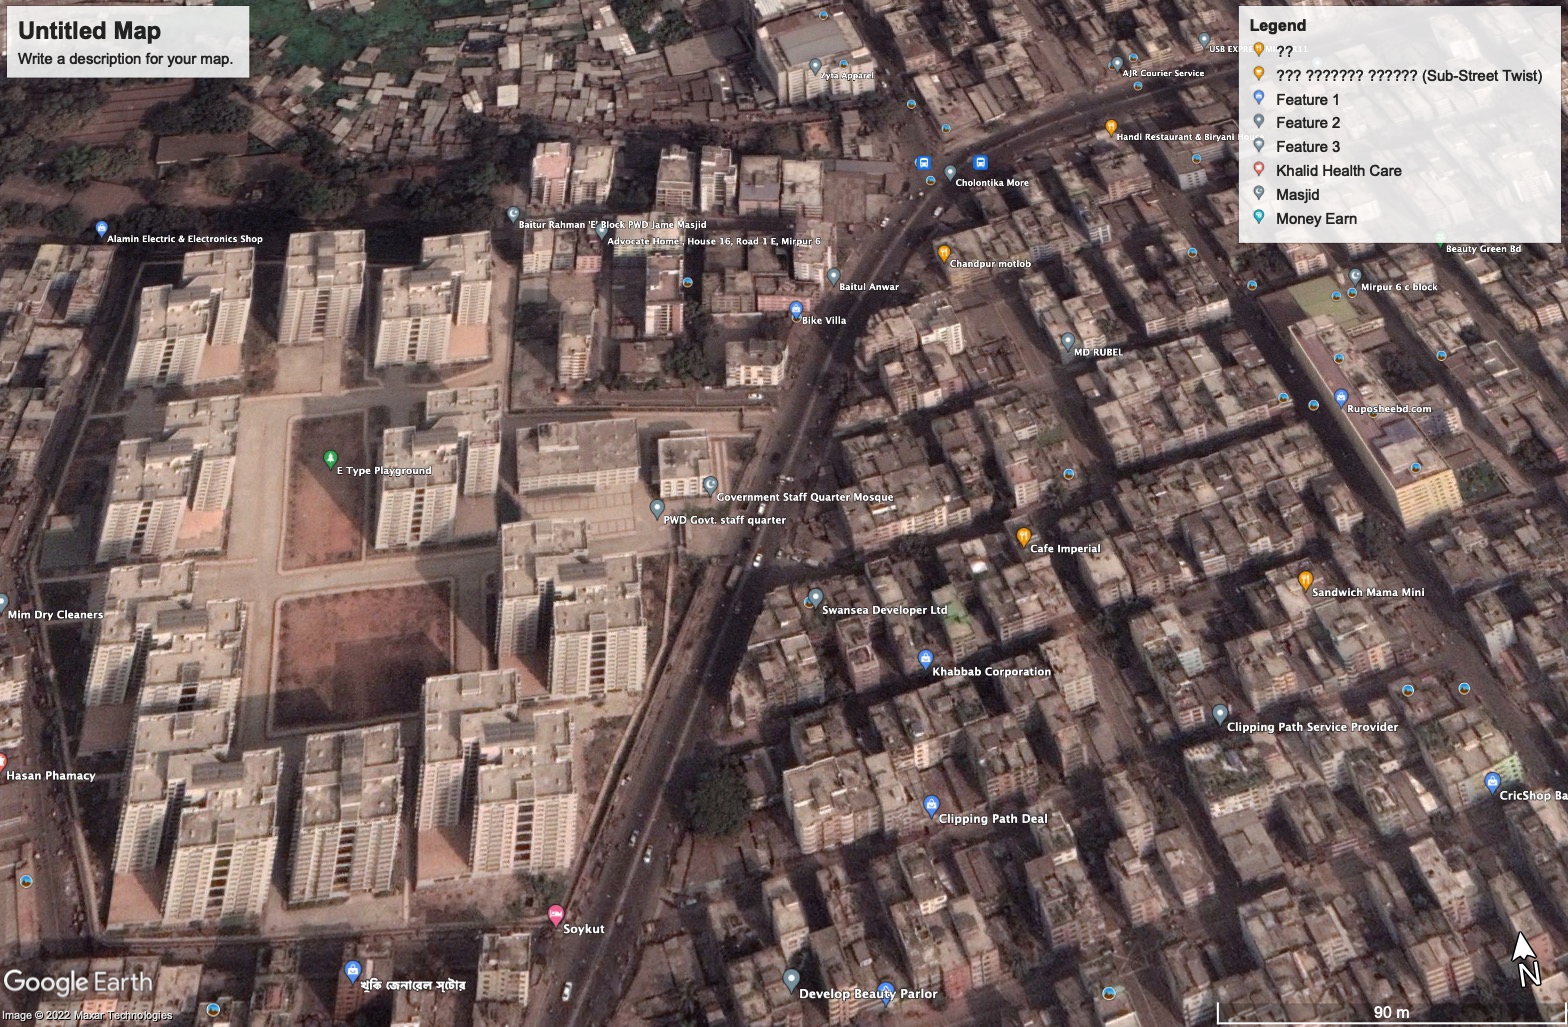 Untitled Map
Write a description for your map.
Legend
??
??? ??????? ?????? (Sub-Street Twist)
Feature 1
Feature 2
Feature 3
Khalid Health Care
Masjid
Money Earn
Zyta Apparel
AJR Courier Service
Handi Restaurant & Biryani
Cholontika More
Baitur Rahman 'E' Block PWD Jame Masjid
Alamin Electric & Electronics Shop
Advocate Home, House 16, Road 1 E, Mirpur 6
Beauty Green Bd
Chandpur motlob
Baitul Anwar
Mirpur 6 c block
Bike Villa
MD RUBEL
Ruposheebd.com
E Type Playground
Government Staff Quarter Mosque
PWD Govt. staff quarter
Cafe Imperial
Sandwich Mama Mini
Mim Dry Cleaners
Swansea Developer Ltd
Khabbab Corporation
Clipping Path Service Provider
Hasan Phamacy
CricShop Ba
Clipping Path Deal
Soykut
খুকি জেনারেল স্টোর
Develop Beauty Parlor
Google Earth
N
90 m
Image © 2022 Maxar Technologies